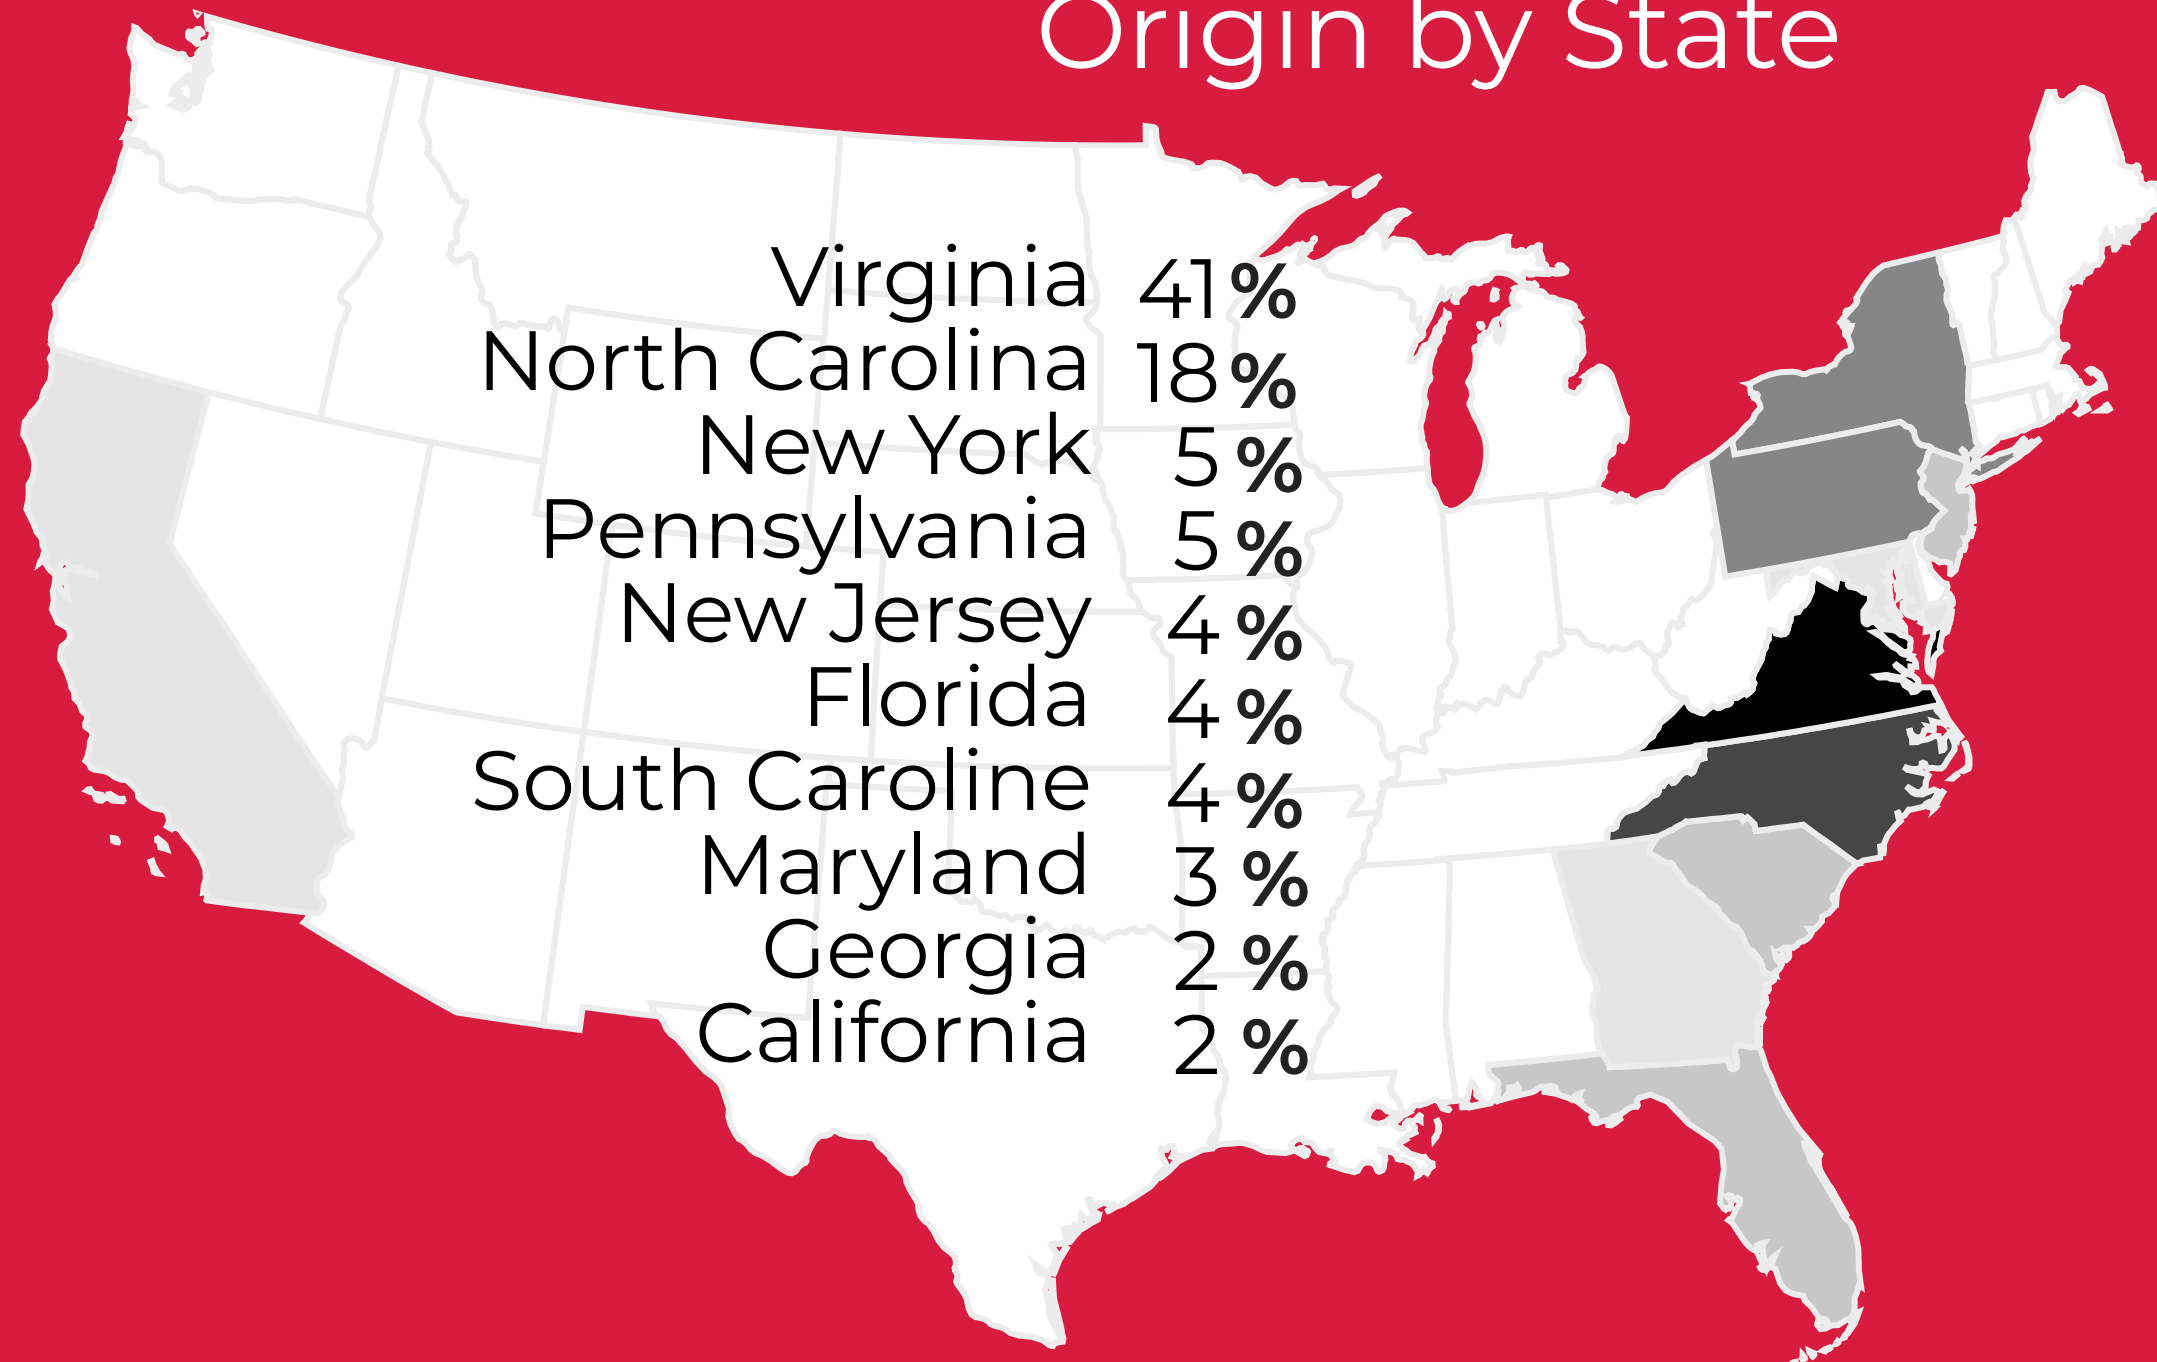 Origin by State
Virginia 41%
North Carolina 18%
New York 5%
Pennsylvania 5%
New Jersey 4%
Florida 4%
South Caroline 4%
Maryland 3%
Georgia 2%
California 2%